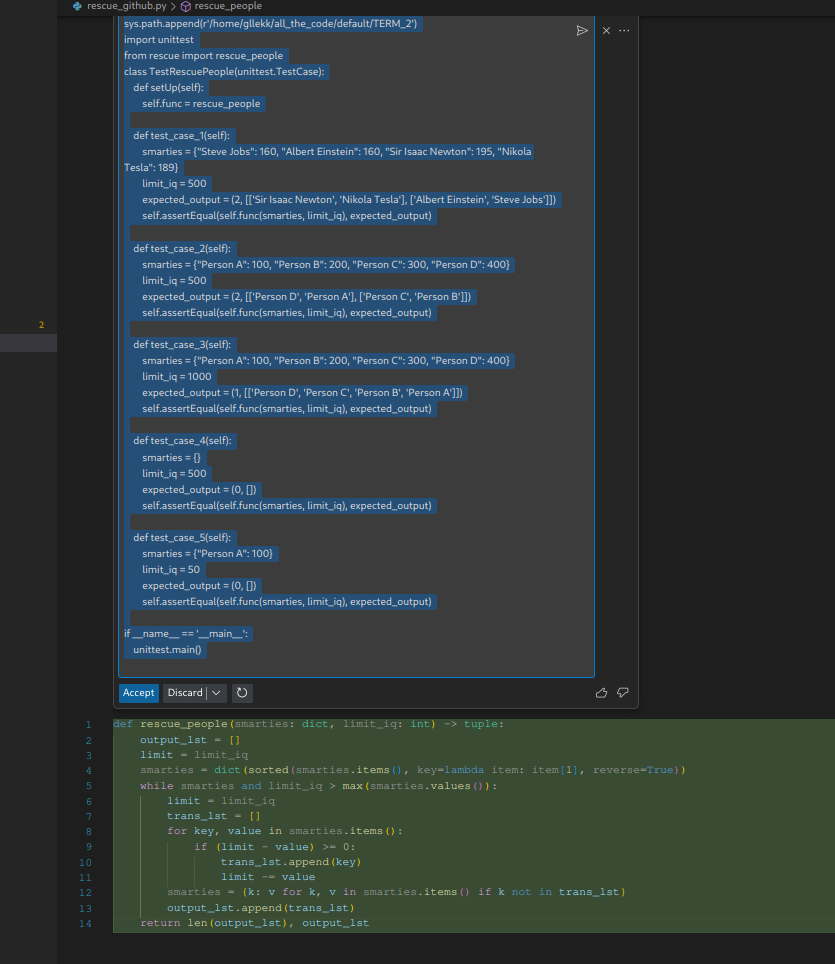 rescue_github.py > rescue_people
sys.path.append(r'/home/gllekk/all_the_code/default/TERM_2')
import unittest
from rescue import rescue_people
class TestRescuePeople(unittest.TestCase):
def setUp(self):
self.func = rescue_people
def test_case_1(self):
smarties = {"Steve Jobs": 160, "Albert Einstein": 160, "Sir Isaac Newton": 195, "Nikola
Tesla": 189}
limit_iq = 500
expected_output = (2, [['Sir Isaac Newton', 'Nikola Tesla'], ['Albert Einstein', 'Steve Jobs']])
self.assertEqual(self.func(smarties, limit_iq), expected_output)
def test_case_2(self):
smarties = {"Person A": 100, "Person B": 200, "Person C": 300, "Person D": 400}
limit_iq = 500
expected_output = (2, [['Person D', 'Person A'], ['Person C', 'Person B']])
self.assertEqual(self.func(smarties, limit_iq), expected_output)
2
def test_case_3(self):
smarties = {"Person A": 100, "Person B": 200, "Person C": 300, "Person D": 400}
limit_iq = 1000
expected_output = (1, [['Person D', 'Person C', 'Person B', 'Person A']])
self.assertEqual(self.func(smarties, limit_iq), expected_output)
def test_case_4(self):
smarties = {}
limit_iq = 500
expected_output = (0, [])
self.assertEqual(self.func(smarties, limit_iq), expected_output)
def test_case_5(self):
smarties = {"Person A": 100}
limit_iq = 50
expected_output = (0, [])
self.assertEqual(self.func(smarties, limit_iq), expected_output)
if __name__ == '__main__':
unittest.main()
Accept Discard
1 def rescue_people(smarties: dict, limit_iq: int) -> tuple:
2 output_lst = []
3 limit = limit_iq
4 smarties = dict(sorted(smarties.items(), key=lambda item: item[1], reverse=True))
5 while smarties and limit_iq > max(smarties.values()):
6 limit = limit_iq
7 trans_lst = []
8 for key, value in smarties.items():
9 if (limit - value) >= 0:
10 trans_lst.append(key)
11 limit -= value
12 smarties = {k: v for k, v in smarties.items() if k not in trans_lst}
13 output_lst.append(trans_lst)
14 return len(output_lst), output_lst